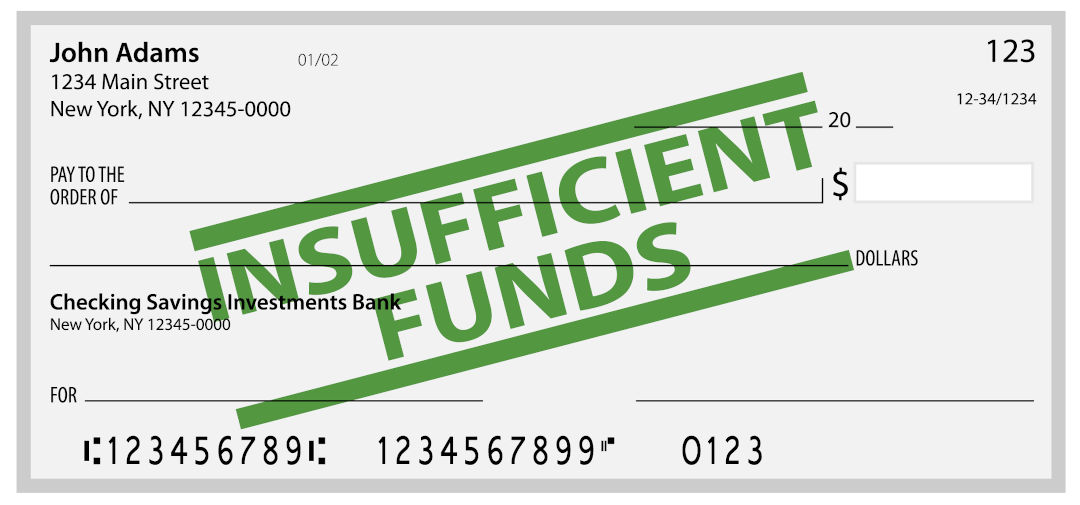 John Adams
01/02
123
1234 Main Street
New York, NY 12345-0000
12-34/1234
20
PAY TO THE
ORDER OF
$
INSUFFICIENT
FUNDS
DOLLARS
Checking Savings Investments Bank
New York, NY 12345-0000
FOR
⑆123456789⑆ 1234567899⑈ 0123